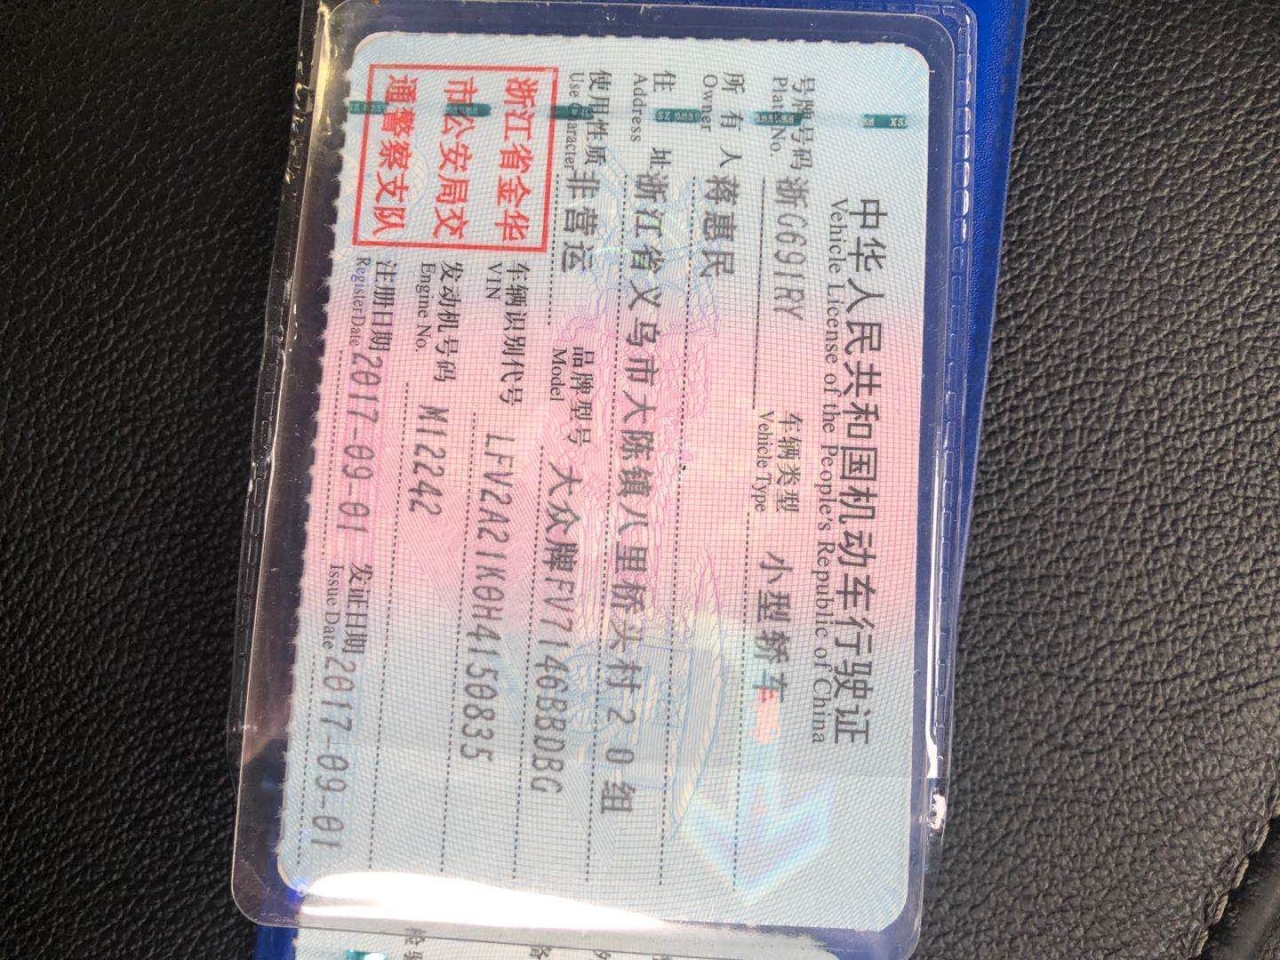 中华人民共和国机动车行驶证
Vehicle License of the People's Republic of China
号牌号码 浙G691RY 车辆类型 小型轿车
Plate No. Vehicle Type
所有人 蒋惠民
Owner
住址 浙江省义乌市大陈镇八里桥头村20组
Address
使用性质 非营运 品牌型号 大众牌FV7146BBDBG
Use Character Model
浙江省金华
市公安局交
通警察支队
车辆识别代号 LFV2A21K0H4150835
VIN
发动机号码 M12242
Engine No.
注册日期 2017-09-01 发证日期 2017-09-01
Register Date Issue Date
检验